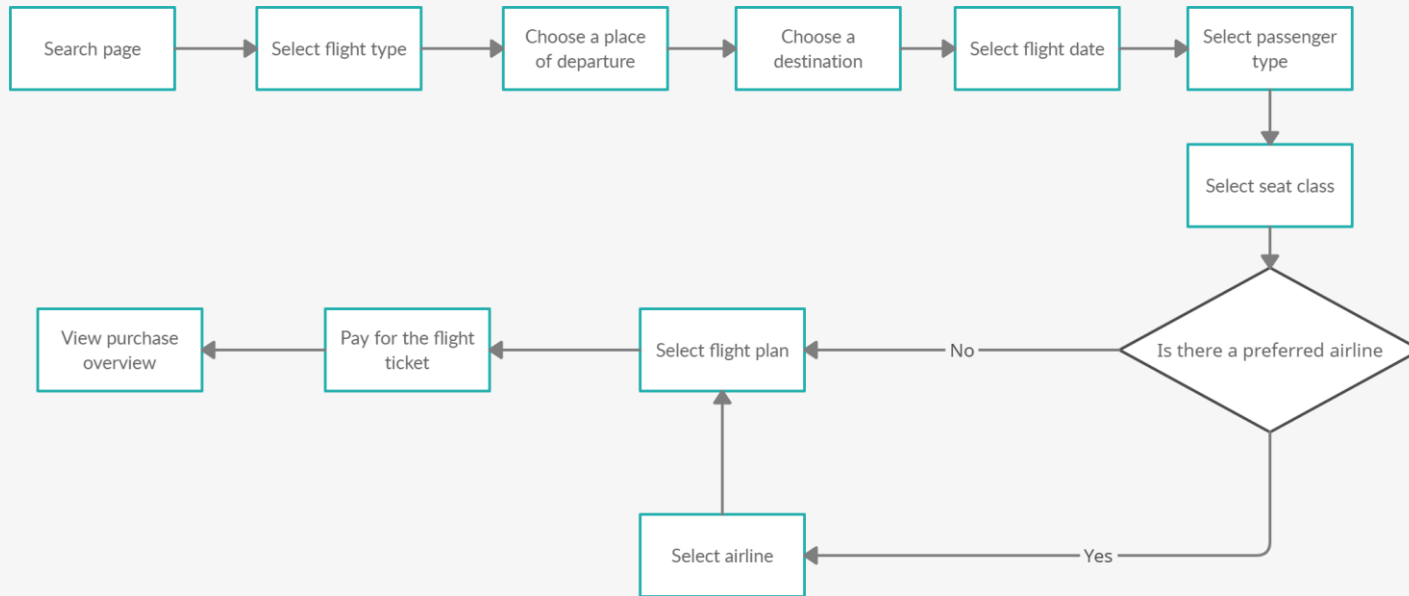 Search page
Select flight type
Choose a place
of departure
Choose a
destination
Select flight date
Select passenger
type
Select seat class
Is there a preferred airline
No
Select flight plan
Pay for the flight
ticket
View purchase
overview
Yes
Select airline